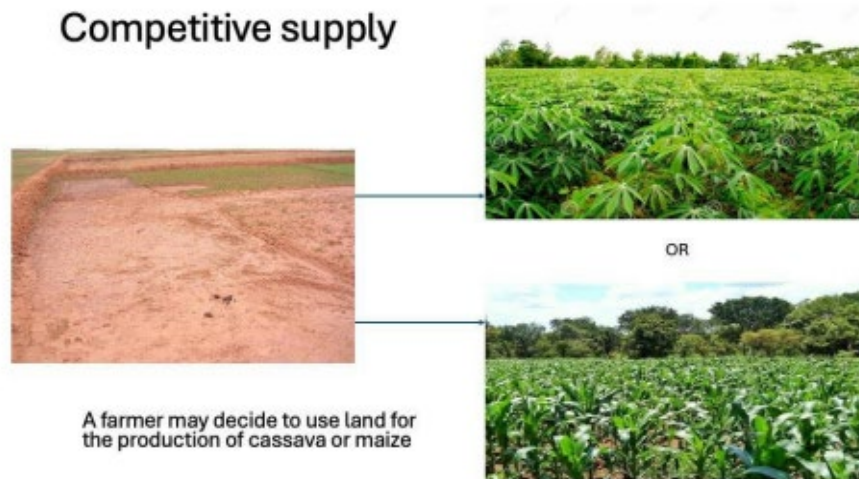 Competitive supply
OR
A farmer may decide to use land for
the production of cassava or maize